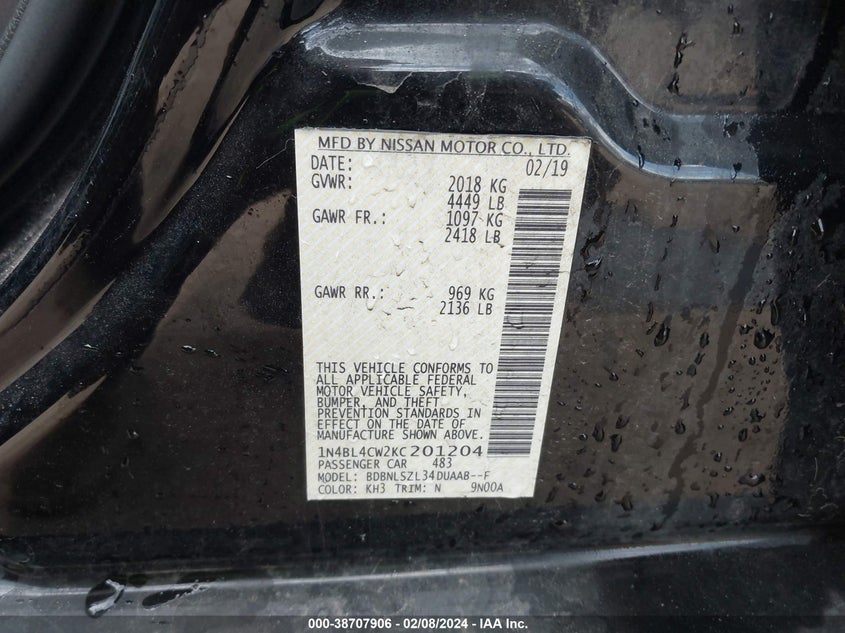 MFD BY NISSAN MOTOR CO., LTD.
DATE: 02/19
GVWR: 2018 KG
4449 LB
GAWR FR.: 1097 KG
2418 LB
GAWR RR.: 969 KG
2136 LB
THIS VEHICLE CONFORMS TO
ALL APPLICABLE FEDERAL
MOTOR VEHICLE SAFETY,
BUMPER, AND THEFT
PREVENTION STANDARDS IN
EFFECT ON THE DATE OF
MANUFACTURE SHOWN ABOVE.
1N4BL4CW2KC201204
PASSENGER CAR 483
MODEL: BDBNLSZL34DUAAB--F
COLOR: KH3 TRIM: N 9N00A
000-38707906 - 02/08/2024 - IAA Inc.